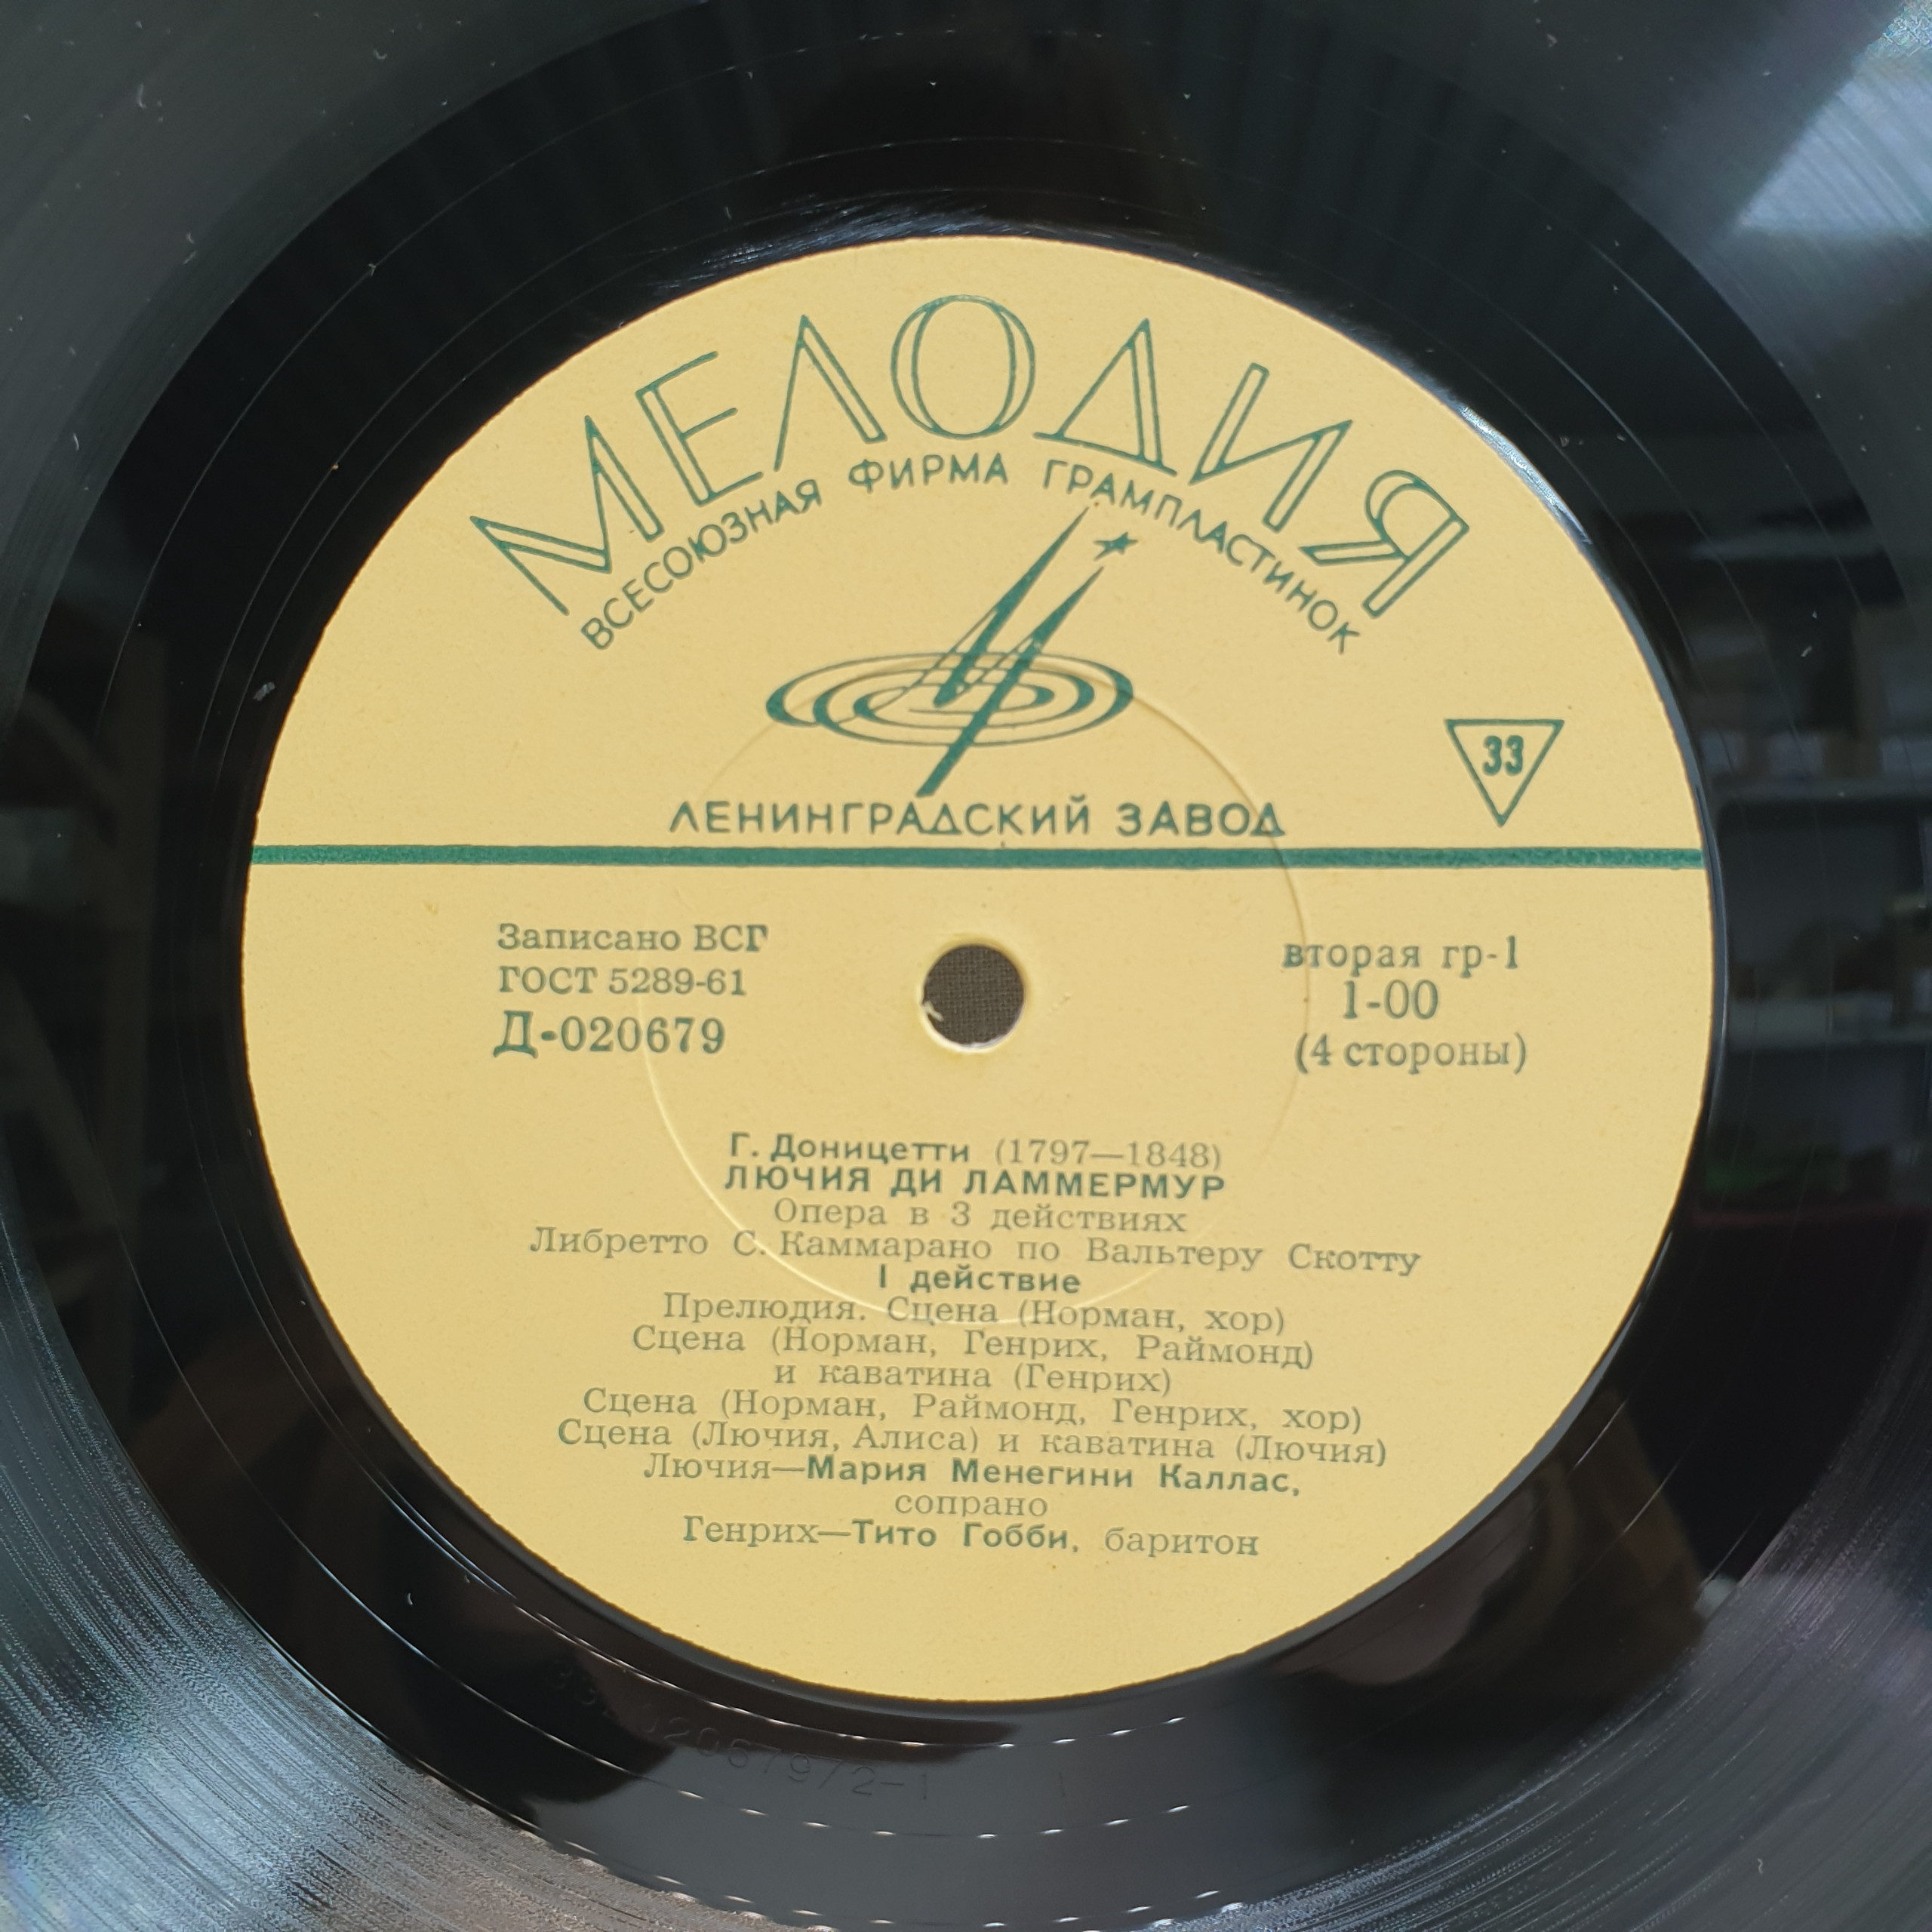 МЕЛОДИЯ
ВСЕСОЮЗНАЯ ФИРМА ГРАМПЛАСТИНОК
33
ЛЕНИНГРАДСКИЙ ЗАВОД
Записано ВСГ
ГОСТ 5289-61
Д-020679
вторая гр-1
1-00
(4 стороны)
Г. Доницетти (1797—1848)
ЛЮЧИЯ ДИ ЛАММЕРМУР
Опера в 3 действиях
Либретто С. Каммарано по Вальтеру Скотту
I действие
Прелюдия. Сцена (Норман, хор)
Сцена (Норман, Генрих, Раймонд)
и каватина (Генрих)
Сцена (Норман, Раймонд, Генрих, хор)
Сцена (Лючия, Алиса) и каватина (Лючия)
Лючия—Мария Менегини Каллас,
сопрано
Генрих—Тито Гобби, баритон